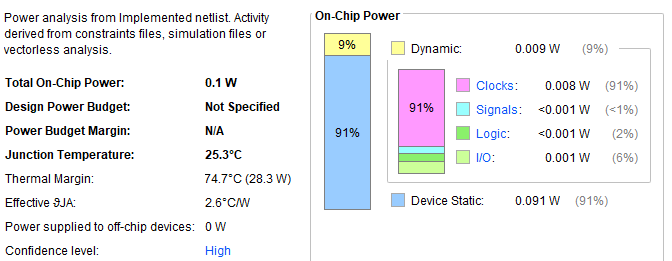 Power analysis from Implemented netlist. Activity
derived from constraints files, simulation files or
vectorless analysis.
Total On-Chip Power: 0.1 W
Design Power Budget: Not Specified
Power Budget Margin: N/A
Junction Temperature: 25.3°C
Thermal Margin: 74.7°C (28.3 W)
Effective ϑJA: 2.6°C/W
Power supplied to off-chip devices: 0 W
Confidence level: High
On-Chip Power
9%
91%
Dynamic: 0.009 W (9%)
91%
Clocks: 0.008 W (91%)
Signals: <0.001 W (<1%)
Logic: <0.001 W (2%)
I/O: 0.001 W (6%)
Device Static: 0.091 W (91%)